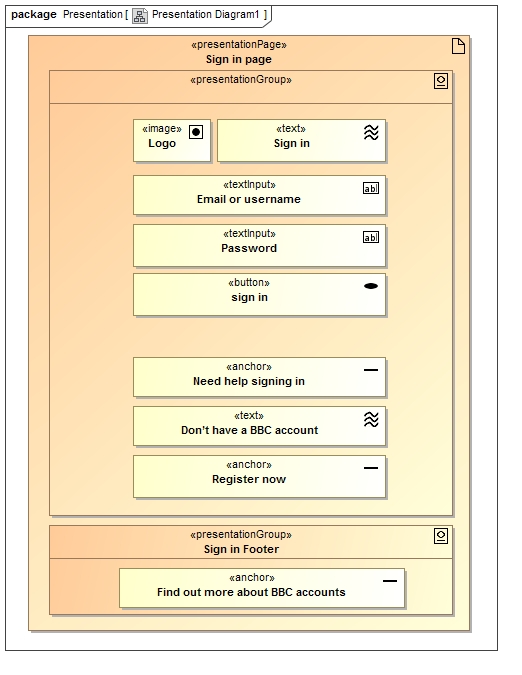 package Presentation [ Presentation Diagram1 ]
«presentationPage»
Sign in page
«presentationGroup»
«image»
Logo
«text»
Sign in
«textInput»
Email or username
abl
«textInput»
Password
abl
«button»
sign in
«anchor»
Need help signing in
«text»
Don't have a BBC account
«anchor»
Register now
«presentationGroup»
Sign in Footer
«anchor»
Find out more about BBC accounts